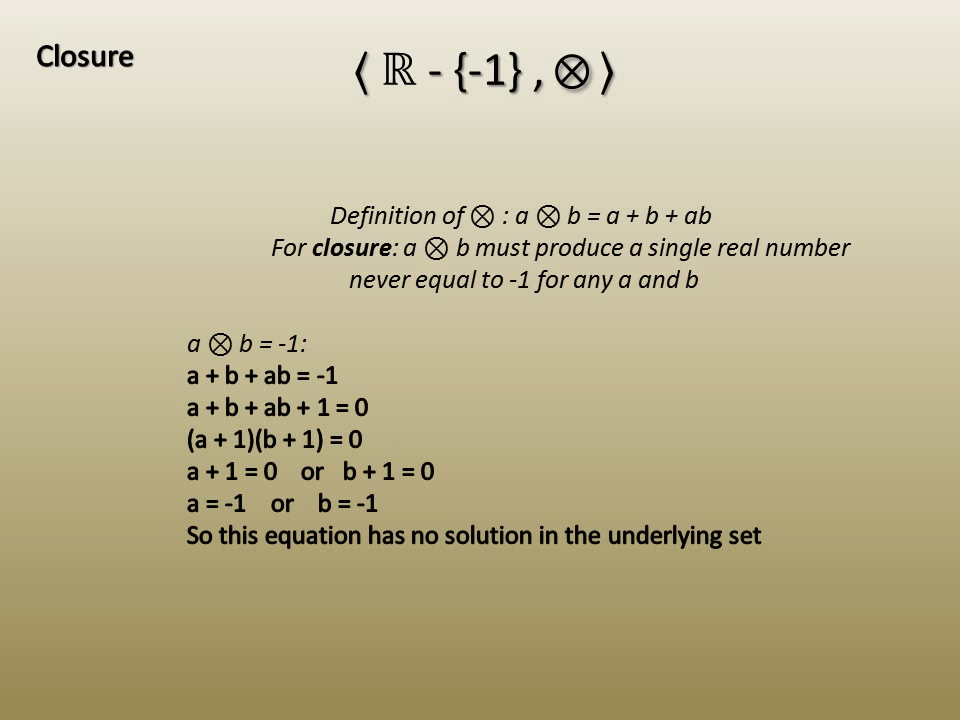 Closure
⟨ ℝ - {-1} , ⊗ ⟩
Definition of ⊗ : a ⊗ b = a + b + ab
For closure: a ⊗ b must produce a single real number
never equal to -1 for any a and b
a ⊗ b = -1:
a + b + ab = -1
a + b + ab + 1 = 0
(a + 1)(b + 1) = 0
a + 1 = 0 or b + 1 = 0
a = -1 or b = -1
So this equation has no solution in the underlying set